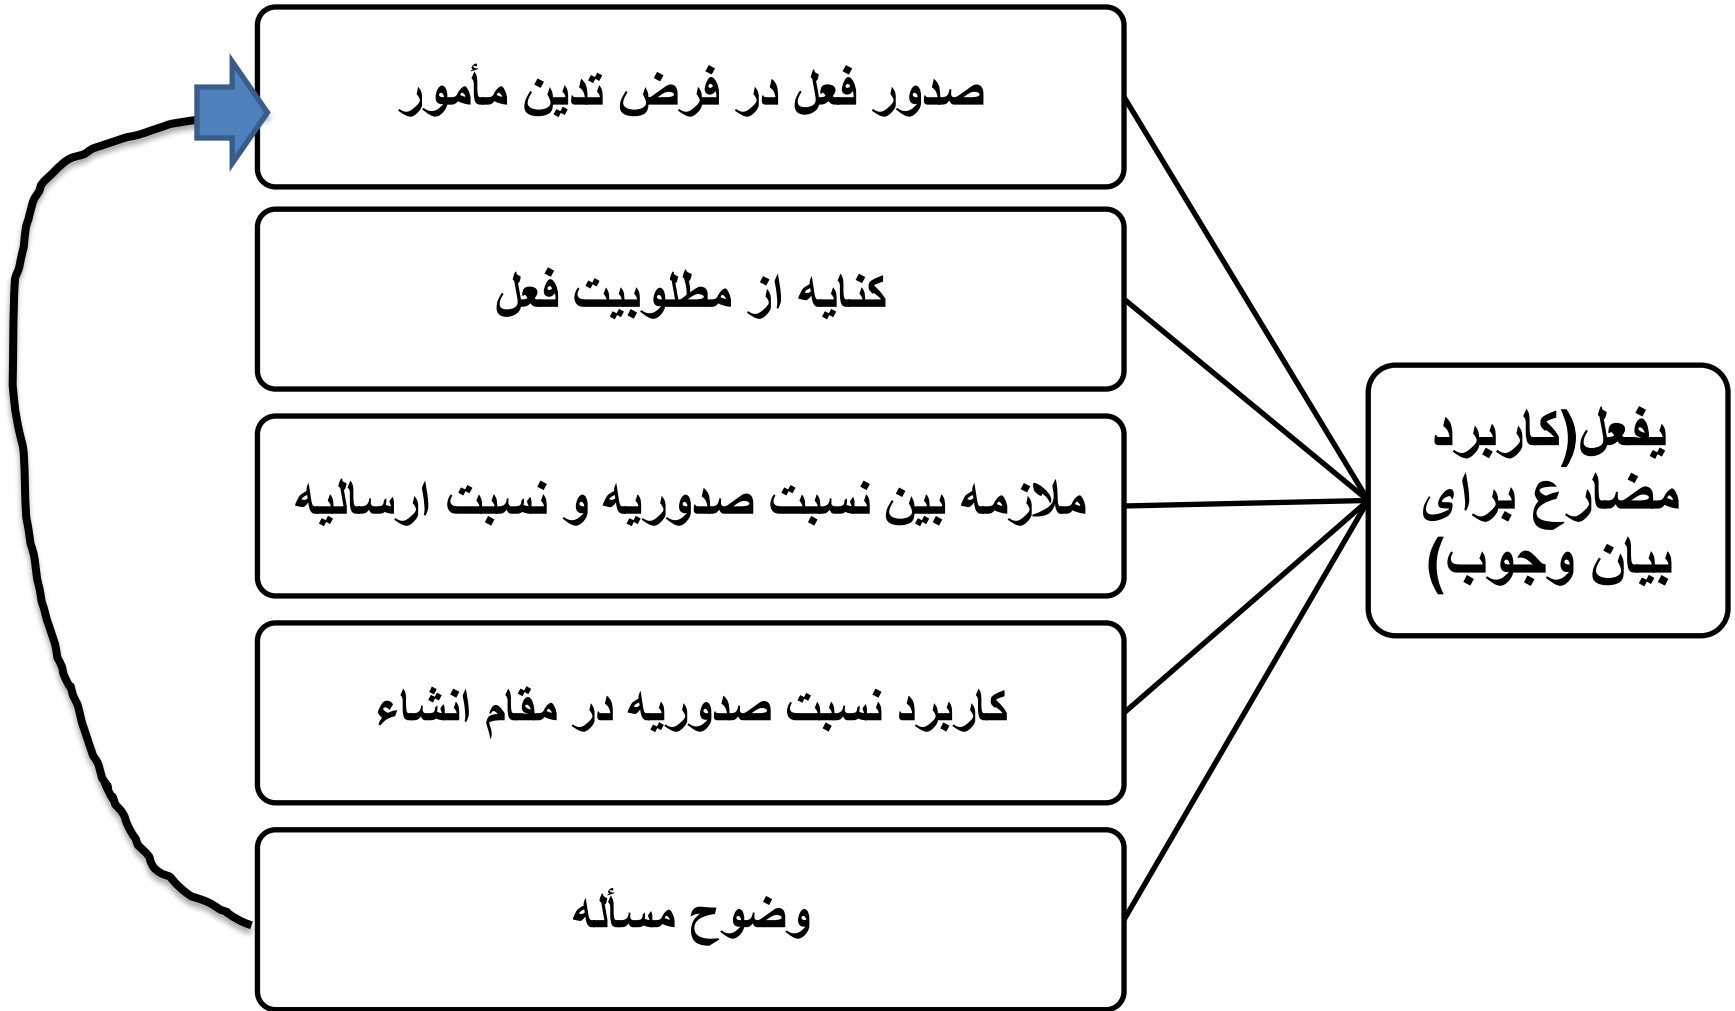 یفعل(کاربرد
مضارع برای
بیان وجوب)
صدور فعل در فرض تدین مأمور
کنایه از مطلوبیت فعل
ملازمه بین نسبت صدوریه و نسبت ارسالیه
کاربرد نسبت صدوریه در مقام انشاء
وضوح مسأله